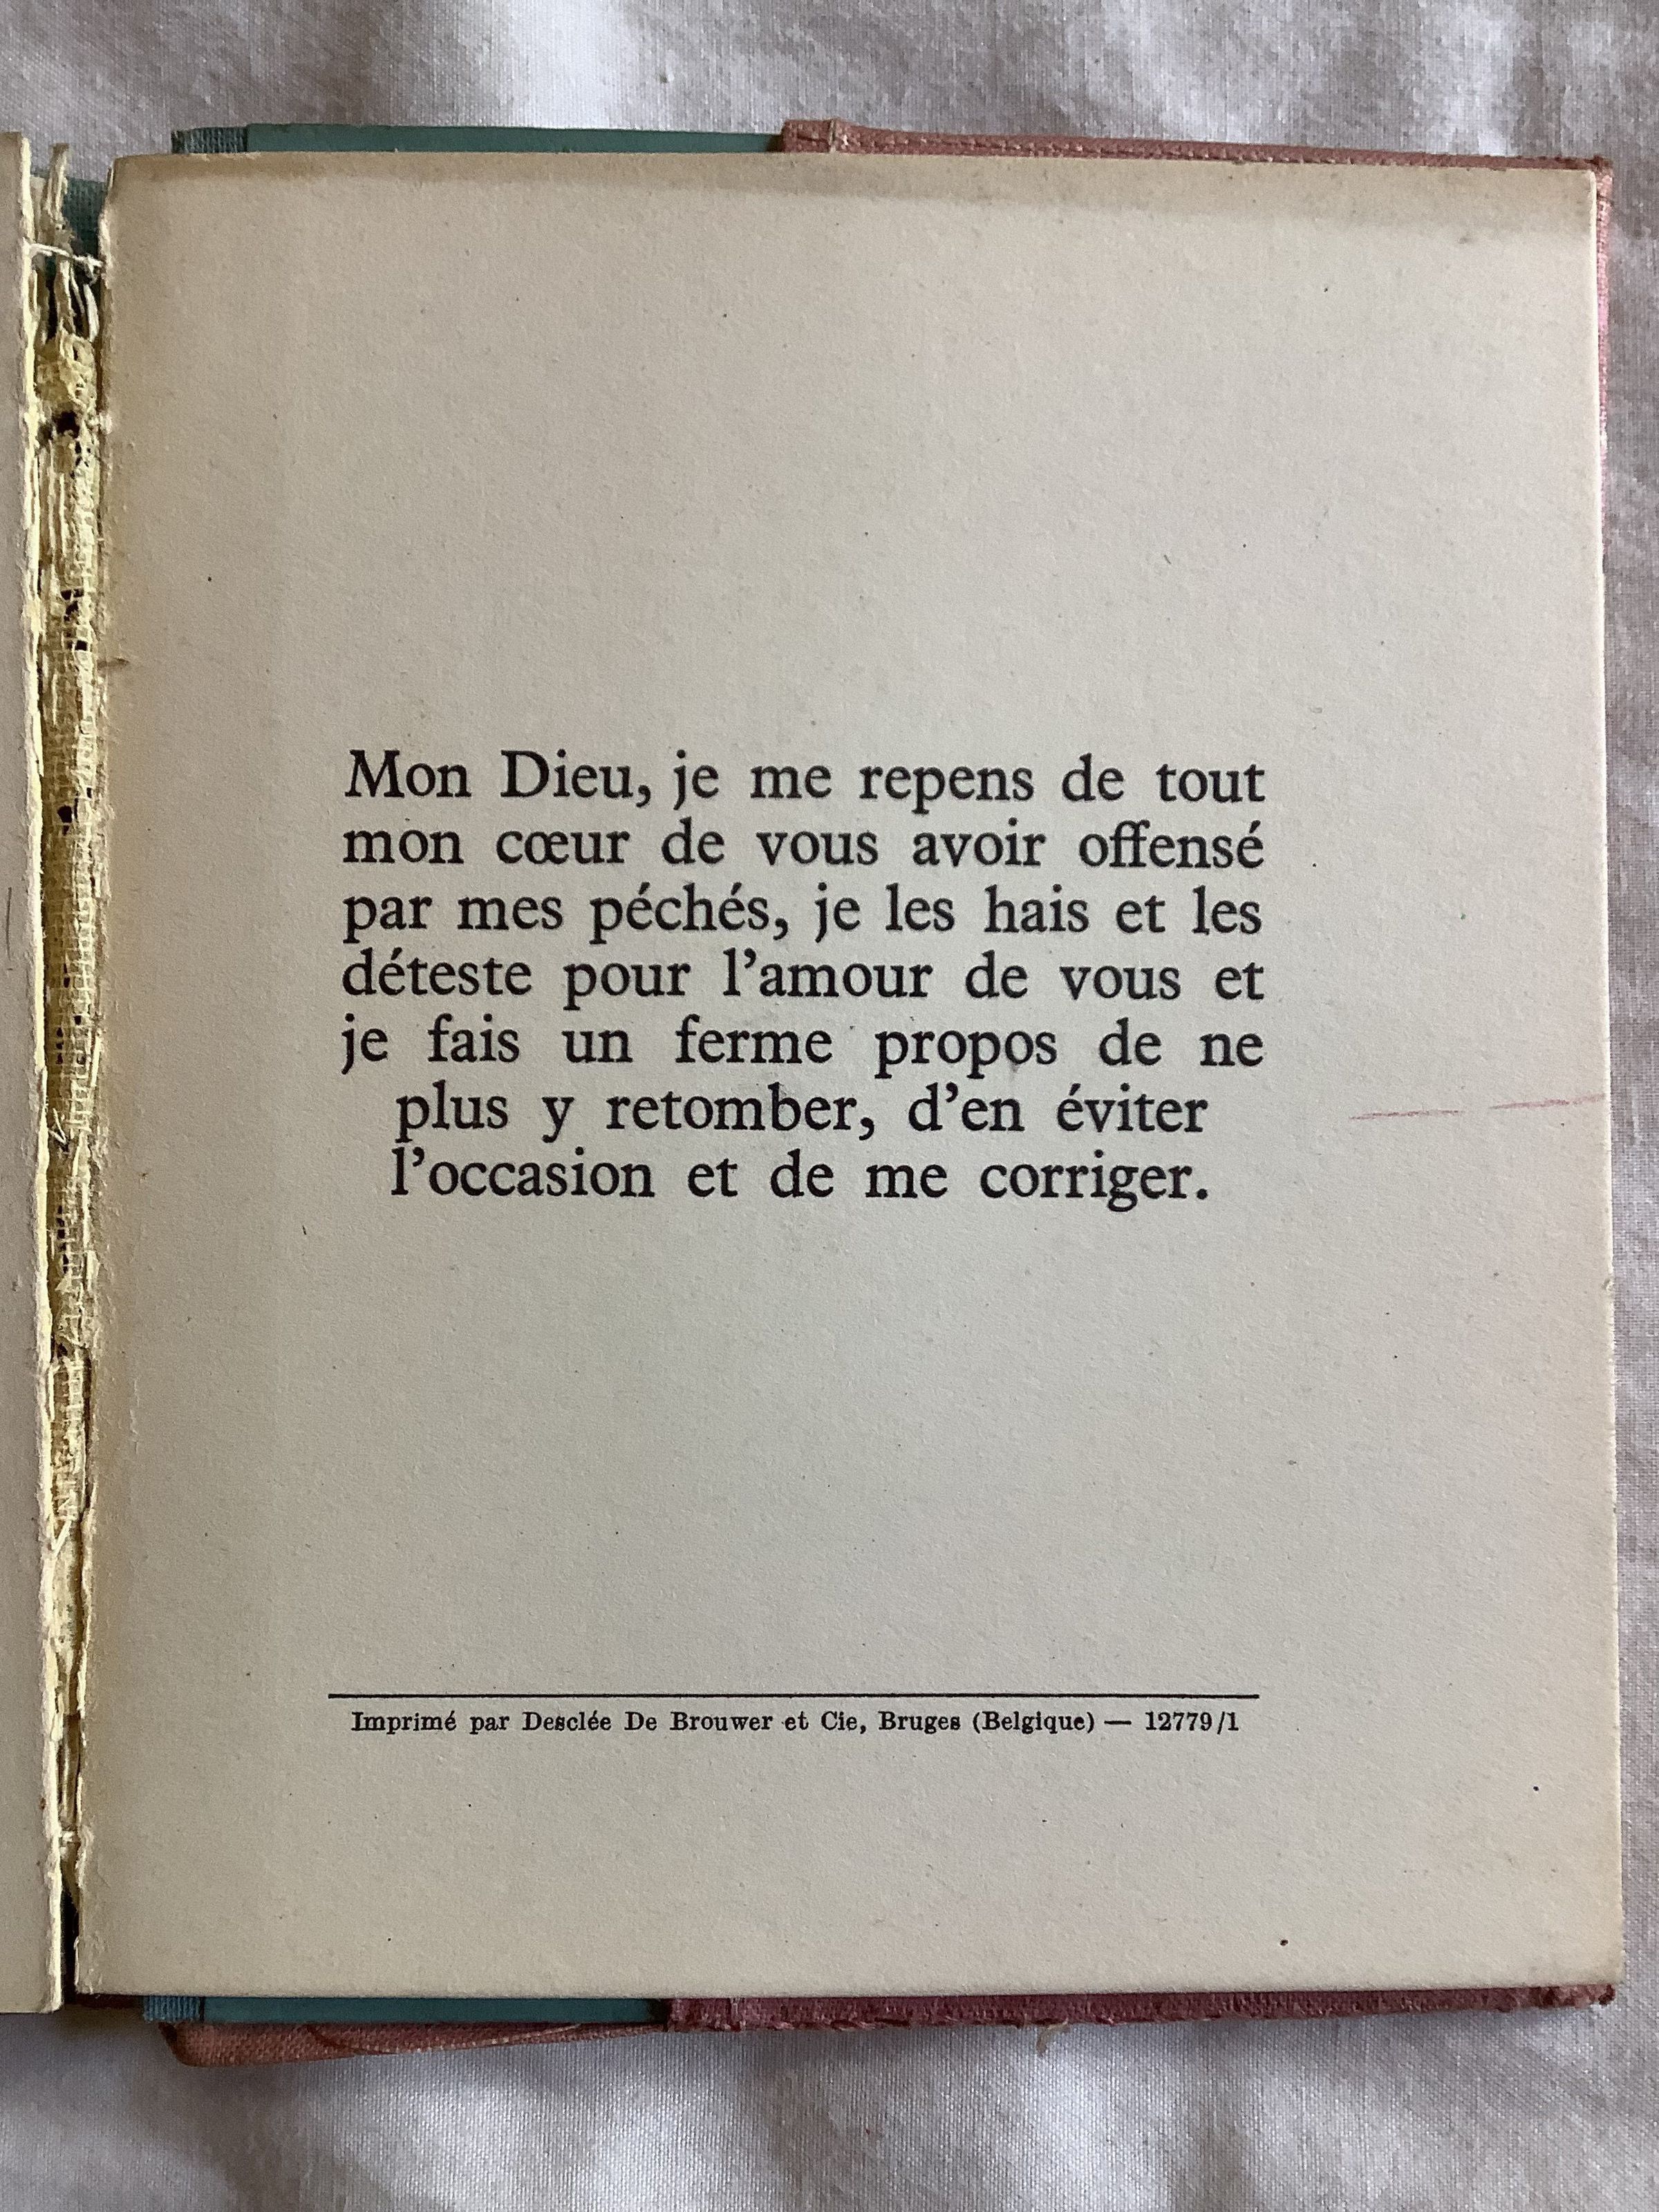 Mon Dieu, je me repens de tout
mon cœur de vous avoir offensé
par mes péchés, je les hais et les
déteste pour l’amour de vous et
je fais un ferme propos de ne
plus y retomber, d’en éviter
l’occasion et de me corriger.
Imprimé par Desclée De Brouwer et Cie, Bruges (Belgique) — 12779/1